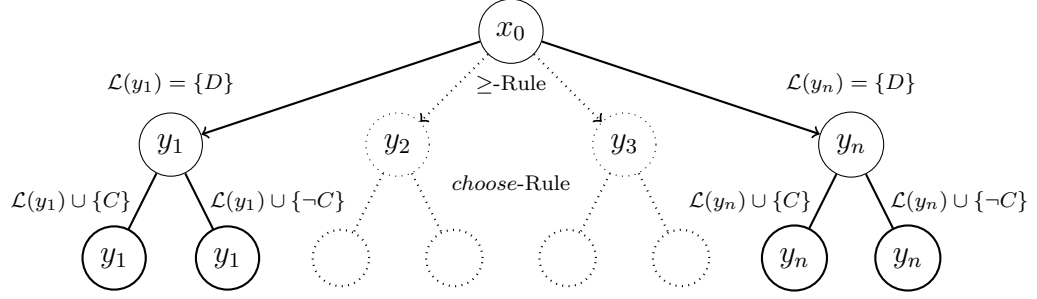 x₀
ℒ(y₁) = {D}
≥-Rule
ℒ(yₙ) = {D}
y₁
y₂
y₃
yₙ
choose-Rule
ℒ(y₁) ∪ {C}
ℒ(y₁) ∪ {¬C}
ℒ(yₙ) ∪ {C}
ℒ(yₙ) ∪ {¬C}
y₁
y₁
yₙ
yₙ